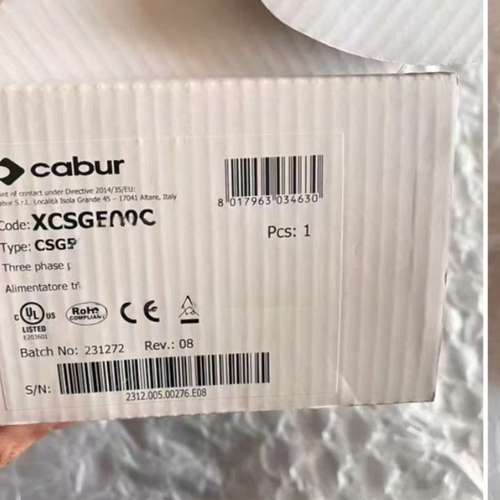 cabur
int of contact under Directive 2014/35/EU:
abur S.r.l. Località Isola Grande 45 - 17041 Altare, Italy
8 017963 034630
Code:
Pcs: 1
Type:
Three phase
Alimentatore
C UL US
LISTED
E203601
RoHS
COMPLIANT
CE
Batch No: 231272 Rev.: 08
S/N:
2312.005.00276.E08